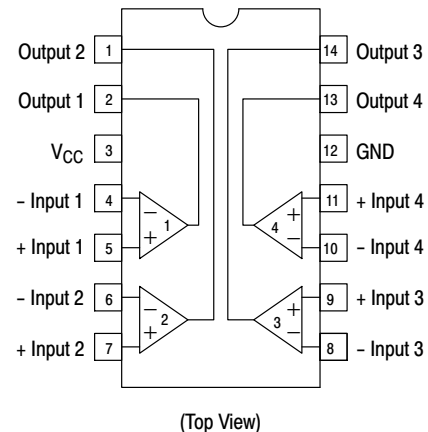 Output 2 1 14 Output 3
Output 1 2 13 Output 4
VCC 3 12 GND
– Input 1 4 – 1 + 4 11 + Input 4
+ Input 1 5 + – 10 – Input 4
– Input 2 6 – 2 + 3 9 + Input 3
+ Input 2 7 + – 8 – Input 3
(Top View)